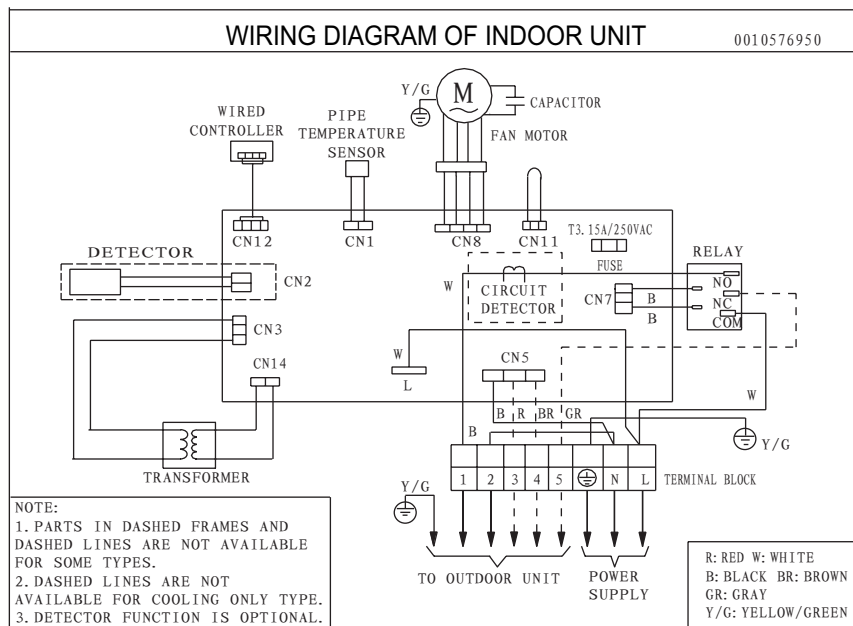 WIRING DIAGRAM OF INDOOR UNIT
0010576950
Y/G
M
CAPACITOR
FAN MOTOR
WIRED
CONTROLLER
PIPE
TEMPERATURE
SENSOR
CN12
CN1
CN8
CN11
T3.15A/250VAC
FUSE
RELAY
DETECTOR
CN2
W
CIRCUIT
DETECTOR
CN7
B
B
NO
NC
COM
CN3
CN14
W
L
CN5
W
B
R
BR
GR
B
Y/G
TRANSFORMER
1
2
3
4
5
N
L
TERMINAL BLOCK
Y/G
TO OUTDOOR UNIT
POWER
SUPPLY
NOTE:
1. PARTS IN DASHED FRAMES AND
DASHED LINES ARE NOT AVAILABLE
FOR SOME TYPES.
2. DASHED LINES ARE NOT
AVAILABLE FOR COOLING ONLY TYPE.
3. DETECTOR FUNCTION IS OPTIONAL.
R: RED W: WHITE
B: BLACK BR: BROWN
GR: GRAY
Y/G: YELLOW/GREEN